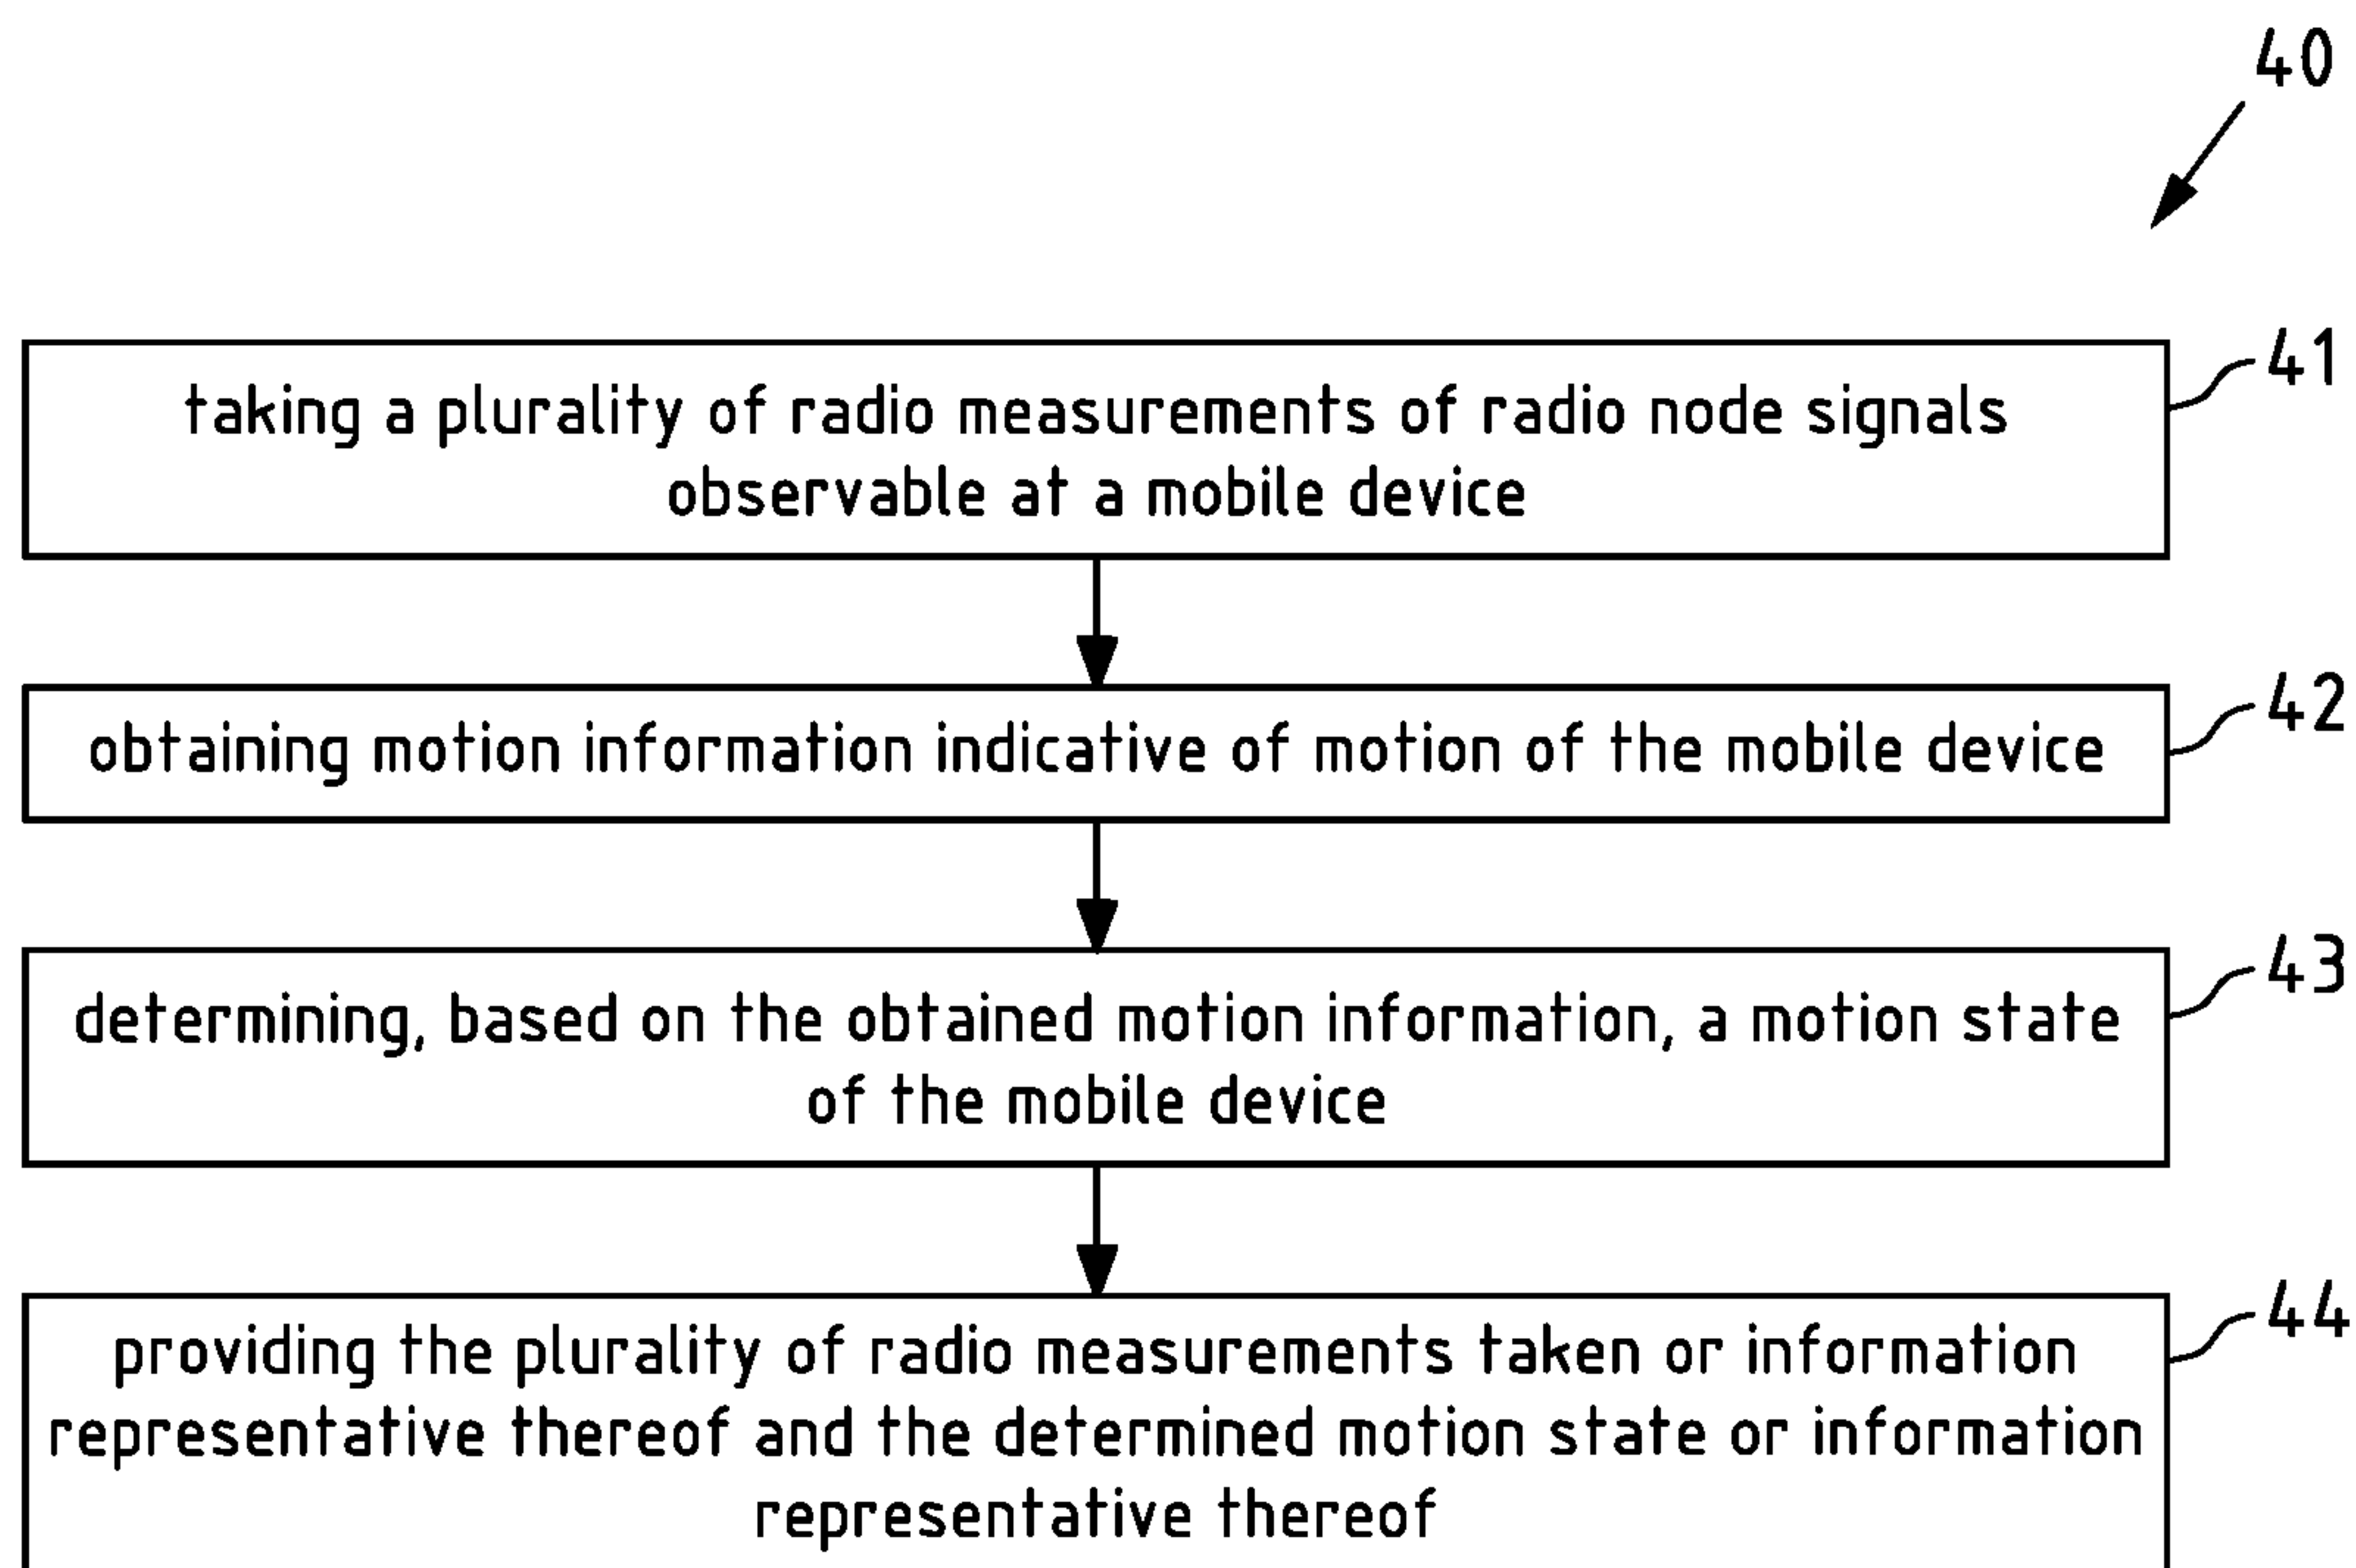 40
taking a plurality of radio measurements of radio node signals
observable at a mobile device
41
obtaining motion information indicative of motion of the mobile device
42
determining, based on the obtained motion information, a motion state
of the mobile device
43
providing the plurality of radio measurements taken or information
representative thereof and the determined motion state or information
representative thereof
44